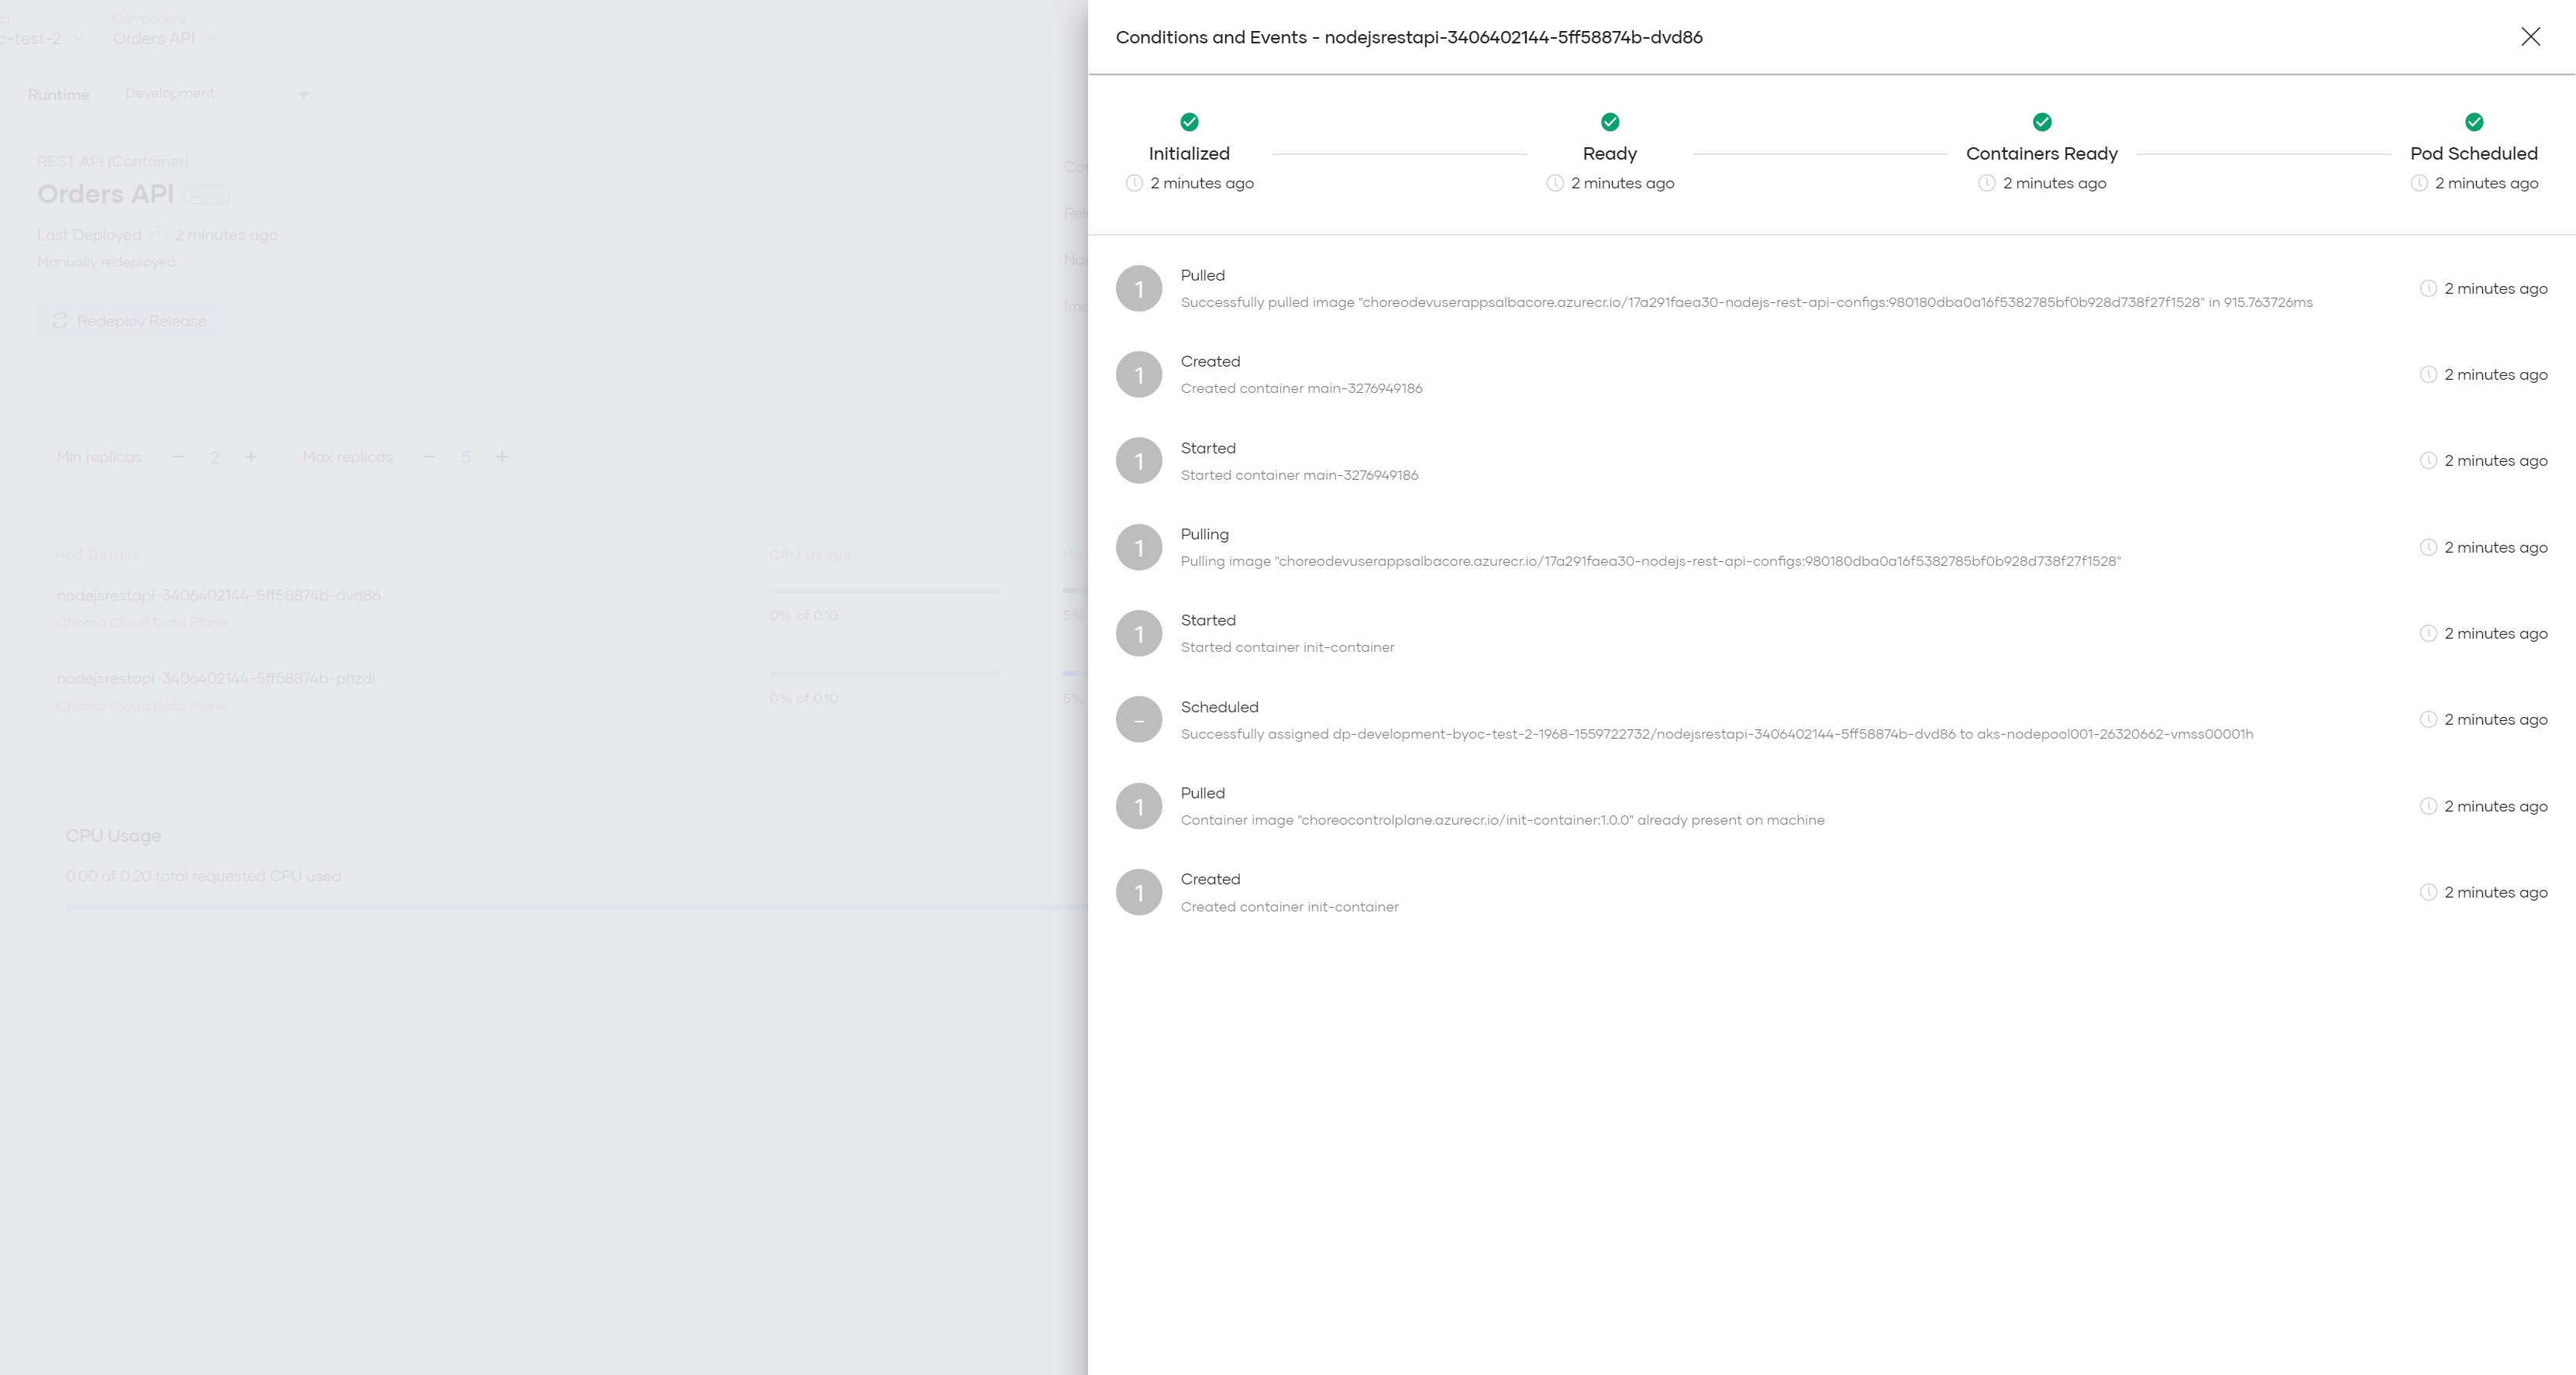 ct
Component
c-test-2
Orders API
Runtime
Development
REST API (Container)
Orders API
Active
Last Deployed 2 minutes ago
Manually redeployed
Redeploy Release
Min replicas
2
Max replicas
5
Pod Details
CPU Usage
nodejsrestapi-3406402144-5ff58874b-dvd86
Choreo Cloud Data Plane
0% of 0.10
5%
nodejsrestapi-3406402144-5ff58874b-phzdl
Choreo Cloud Data Plane
0% of 0.10
5%
CPU Usage
0.00 of 0.20 total requested CPU used
Conditions and Events - nodejsrestapi-3406402144-5ff58874b-dvd86
Initialized
2 minutes ago
Ready
2 minutes ago
Containers Ready
2 minutes ago
Pod Scheduled
2 minutes ago
1
Pulled
Successfully pulled image "choreodevuserappsalbacore.azurecr.io/17a291faea30-nodejs-rest-api-configs:980180dba0a16f5382785bf0b928d738f27f1528" in 915.763726ms
2 minutes ago
1
Created
Created container main-3276949186
2 minutes ago
1
Started
Started container main-3276949186
2 minutes ago
1
Pulling
Pulling image "choreodevuserappsalbacore.azurecr.io/17a291faea30-nodejs-rest-api-configs:980180dba0a16f5382785bf0b928d738f27f1528"
2 minutes ago
1
Started
Started container init-container
2 minutes ago
-
Scheduled
Successfully assigned dp-development-byoc-test-2-1968-1559722732/nodejsrestapi-3406402144-5ff58874b-dvd86 to aks-nodepool001-26320662-vmss00001h
2 minutes ago
1
Pulled
Container image "choreocontrolplane.azurecr.io/init-container:1.0.0" already present on machine
2 minutes ago
1
Created
Created container init-container
2 minutes ago